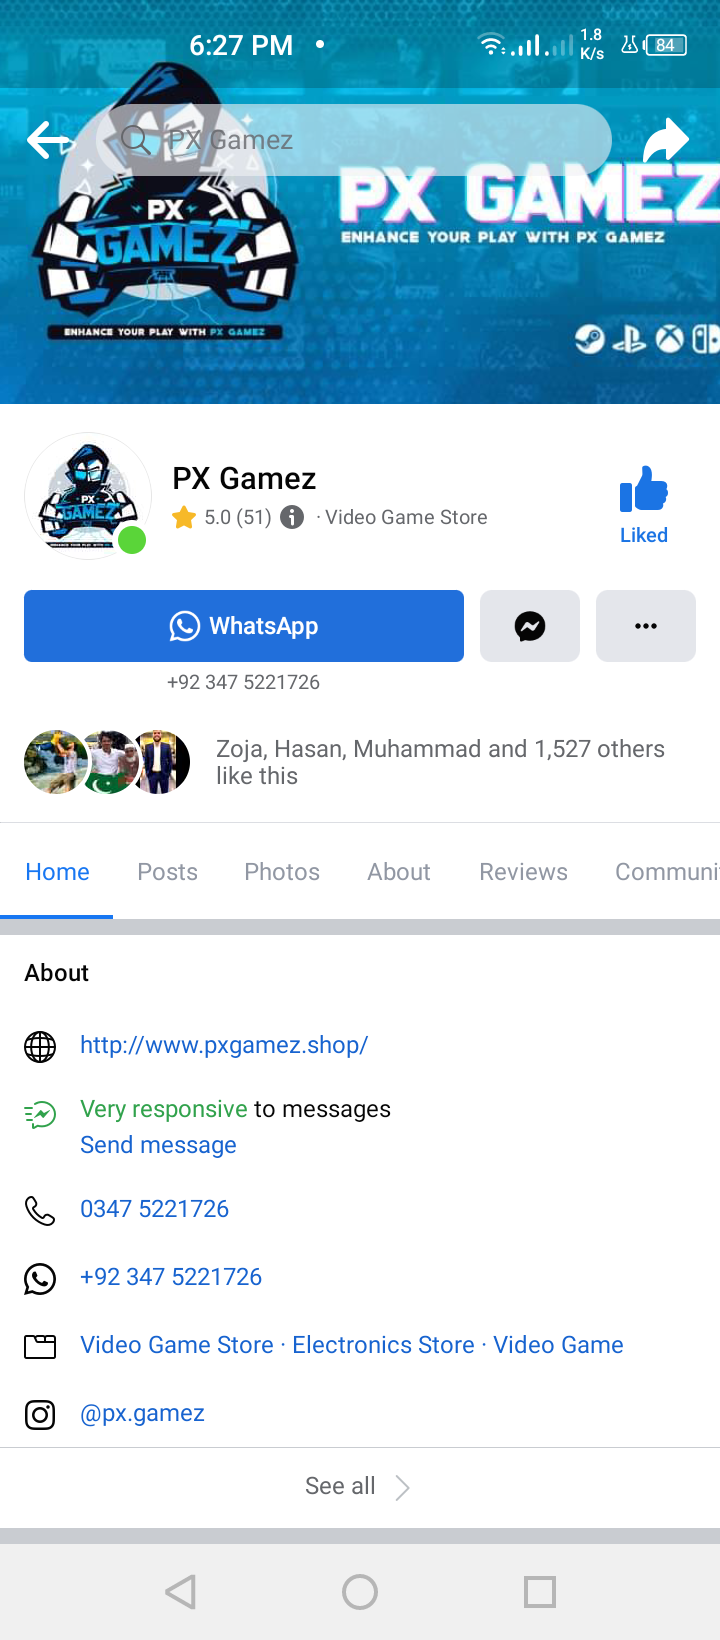 6:27 PM •
1.8 K/s
84
PX Gamez
PX GAMEZ
ENHANCE YOUR PLAY WITH PX GAMEZ
PX
GAMEZ
ENHANCE YOUR PLAY WITH PX GAMEZ
PX
GAMEZ
PX Gamez
5.0 (51) · Video Game Store
Liked
WhatsApp
+92 347 5221726
Zoja, Hasan, Muhammad and 1,527 others
like this
Home Posts Photos About Reviews Communi
About
http://www.pxgamez.shop/
Very responsive to messages
Send message
0347 5221726
+92 347 5221726
Video Game Store · Electronics Store · Video Game
@px.gamez
See all